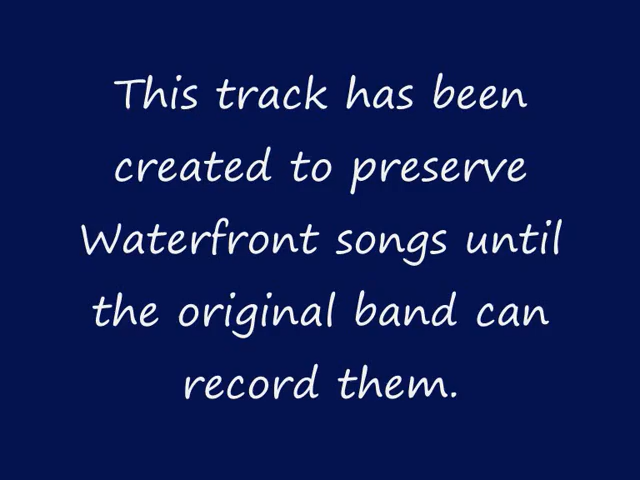 This track has been
created to preserve
Waterfront songs until
the original band can
record them.